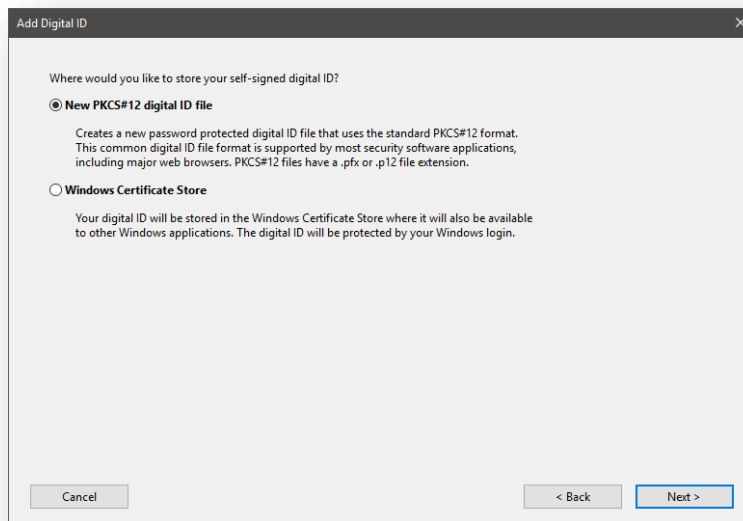 Add Digital ID
Where would you like to store your self-signed digital ID?
New PKCS#12 digital ID file
Creates a new password protected digital ID file that uses the standard PKCS#12 format.
This common digital ID file format is supported by most security software applications,
including major web browsers. PKCS#12 files have a .pfx or .p12 file extension.
Windows Certificate Store
Your digital ID will be stored in the Windows Certificate Store where it will also be available
to other Windows applications. The digital ID will be protected by your Windows login.
Cancel
< Back
Next >